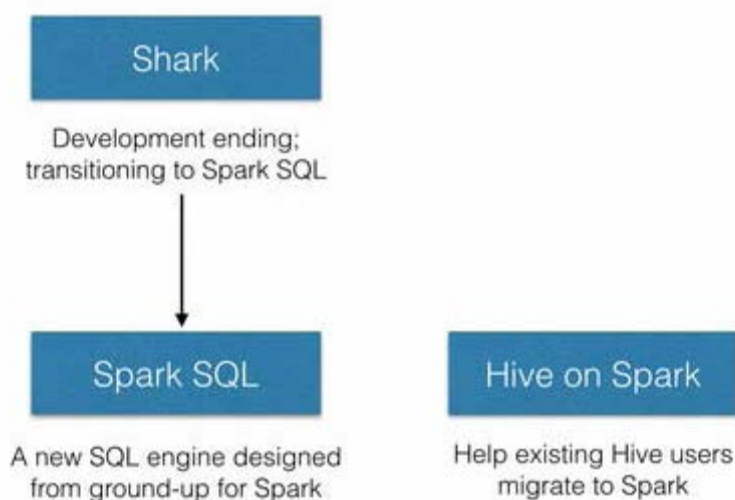 Shark
Development ending;
transitioning to Spark SQL
Spark SQL
A new SQL engine designed
from ground-up for Spark
Hive on Spark
Help existing Hive users
migrate to Spark